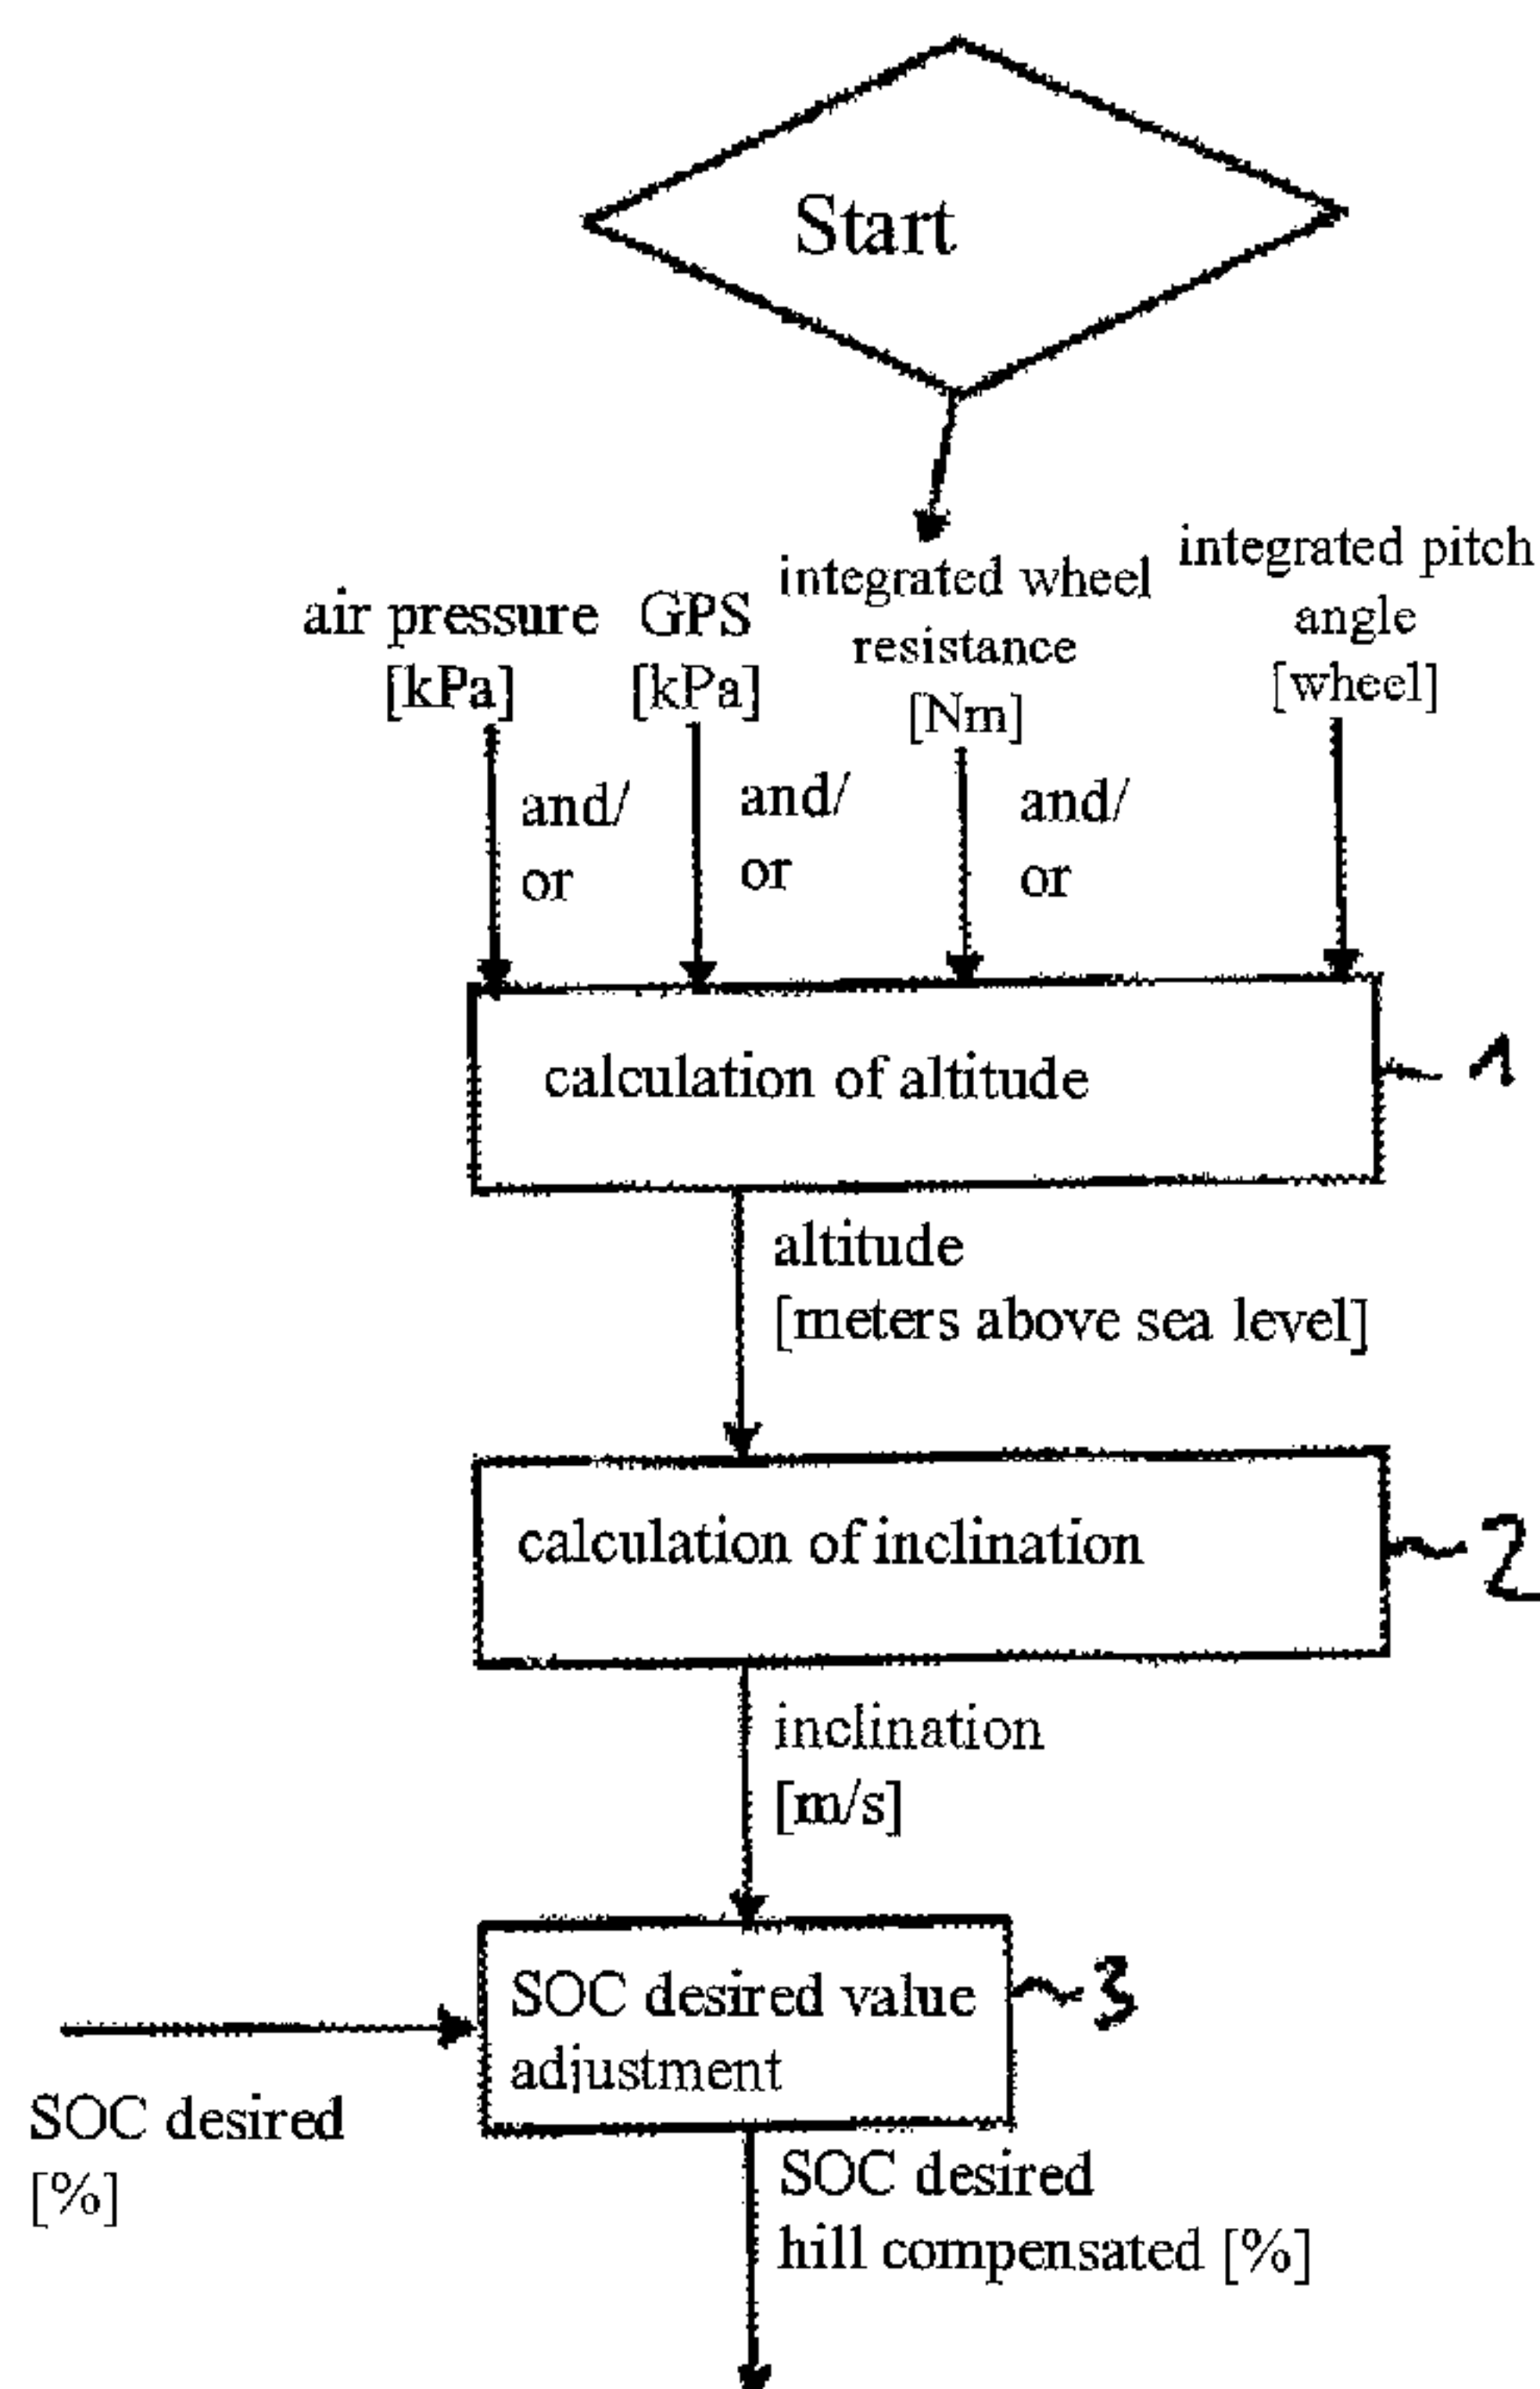 Start
air pressure
[kPa]
GPS
[kPa]
integrated wheel
resistance
[Nm]
integrated pitch
angle
[wheel]
and/
or
and/
or
and/
or
calculation of altitude
1
altitude
[meters above sea level]
calculation of inclination
2
inclination
[m/s]
SOC desired value
adjustment
3
SOC desired
[%]
SOC desired
hill compensated [%]